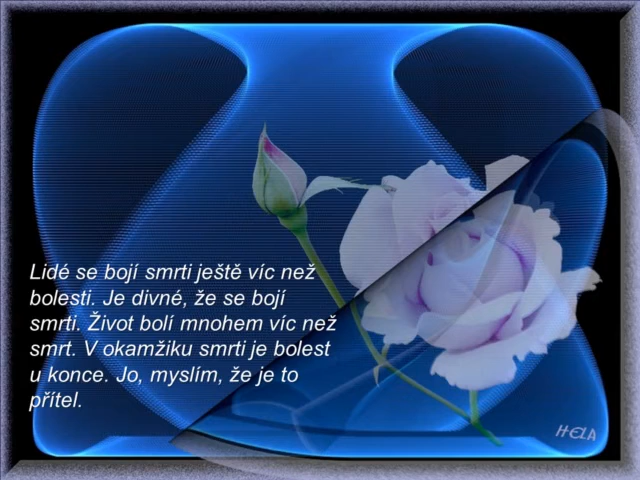 Lidé se bojí smrti ještě víc než
bolesti. Je divné, že se bojí
smrti. Život bolí mnohem víc než
smrt. V okamžiku smrti je bolest
u konce. Jo, myslím, že je to
přítel.
HELA